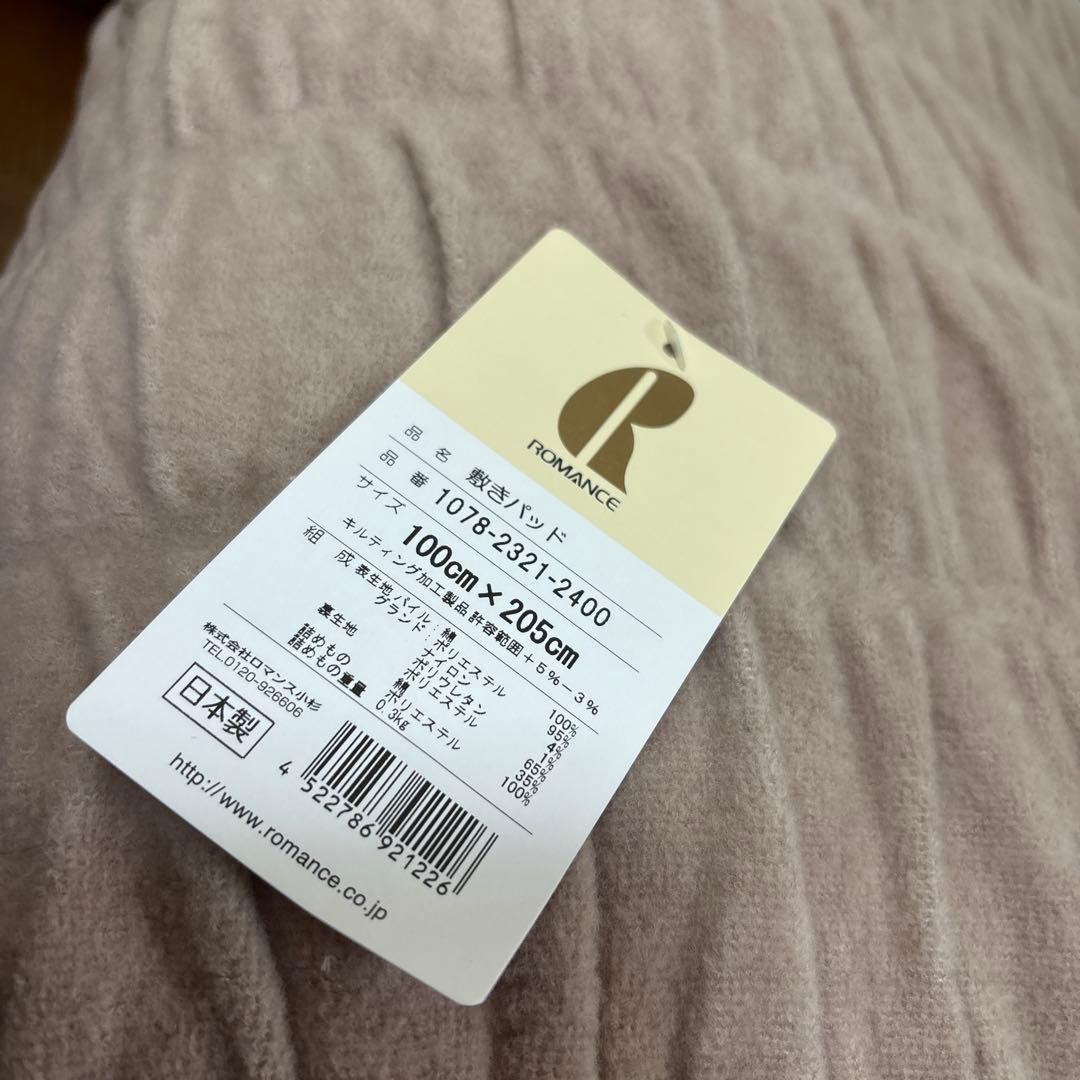 ROMANCE
品名 敷きパッド
品番 1078-2321-2400
サイズ 100cm×205cm
キルティング加工製品許容範囲+5%-3%
組成 表生地 パイル:綿 100%
グランド:ポリエステル 95%
ナイロン 4%
ポリウレタン 1%
裏生地 ポリエステル 65%
綿 35%
詰めもの ポリエステル 100%
詰めもの重量 0.3kg
株式会社ロマンス小杉
TEL.0120-926606
日本製
4 522786 921226
http://www.romance.co.jp